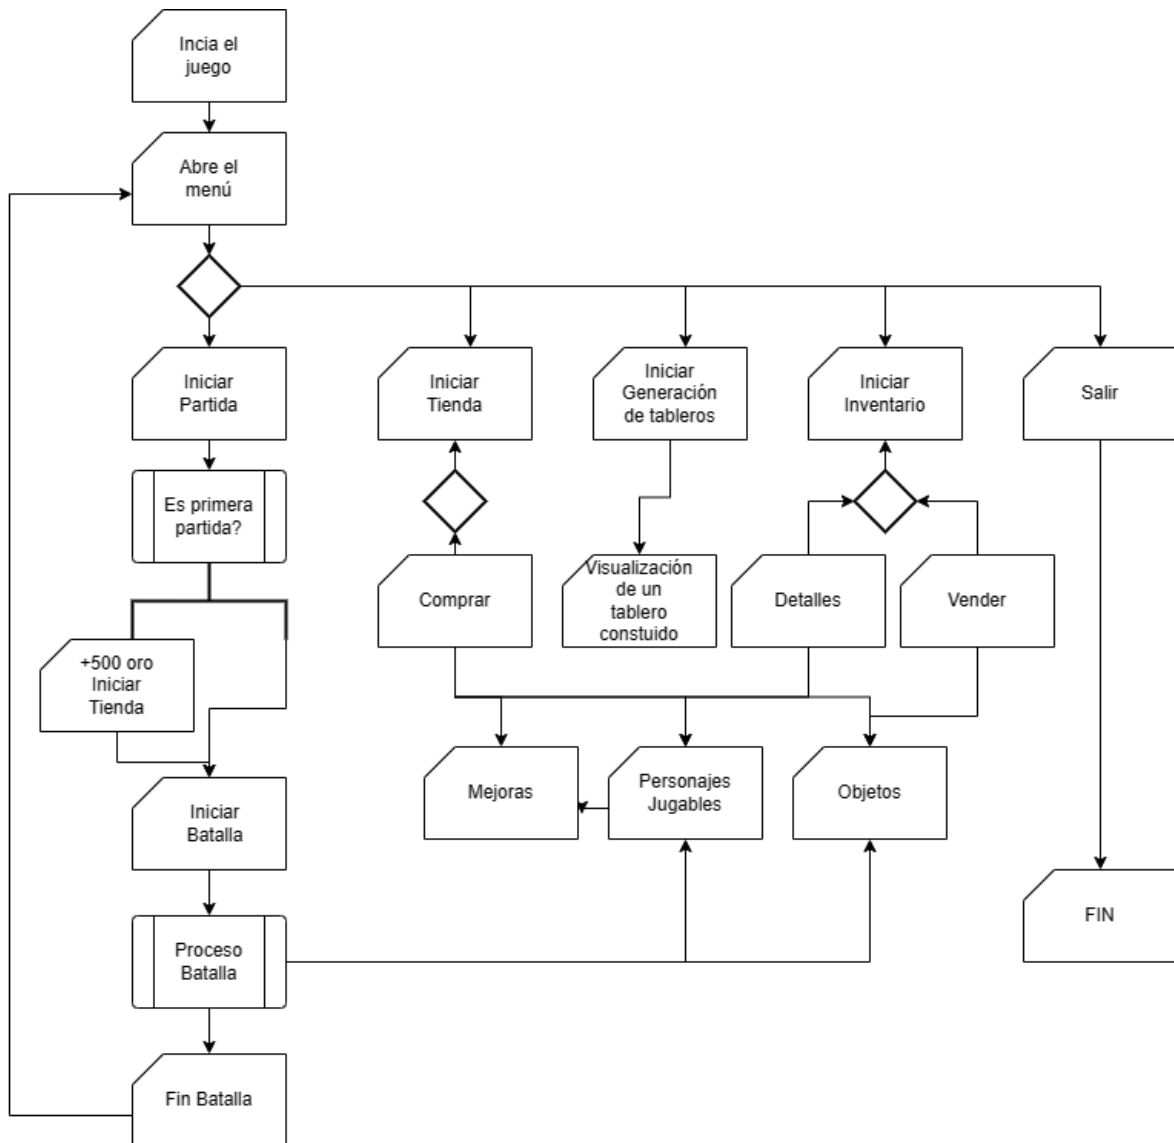 Incia el
juego
Abre el
menú
Iniciar
Partida
Iniciar
Tienda
Iniciar
Generación
de tableros
Iniciar
Inventario
Salir
Es primera
partida?
Comprar
Visualización
de un
tablero
constuido
Detalles
Vender
+500 oro
Iniciar
Tienda
Iniciar
Batalla
Mejoras
Personajes
Jugables
Objetos
Proceso
Batalla
FIN
Fin Batalla